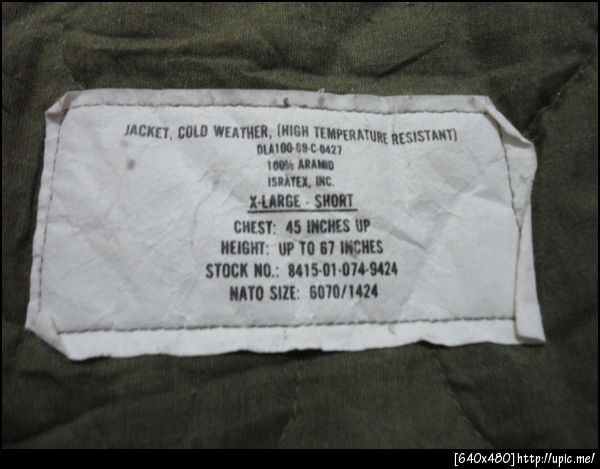 JACKET, COLD WEATHER, (HIGH TEMPERATURE RESISTANT)
DLA100-89-C-0427
100% ARAMID
ISRATEX, INC.
X-LARGE - SHORT
CHEST: 45 INCHES UP
HEIGHT: UP TO 67 INCHES
STOCK NO.: 8415-01-074-9424
NATO SIZE: 6070/1424
[640x480]http://upic.me/